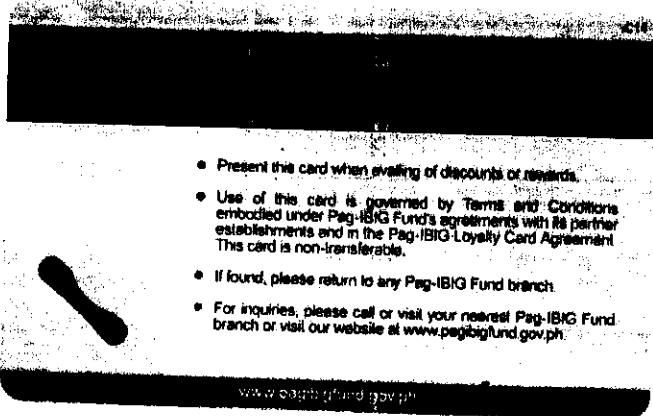 • Present this card when availing of discounts or rewards.
• Use of this card is governed by Terms and Conditions
embodied under Pag-IBIG Fund's agreements with its partner
establishments and in the Pag-IBIG Loyalty Card Agreement
This card is non-transferable.
• If found, please return to any Pag-IBIG Fund branch.
• For inquiries, please call or visit your nearest Pag-IBIG Fund
branch or visit our website at www.pagibigfund.gov.ph
www.pagibigfund.gov.ph